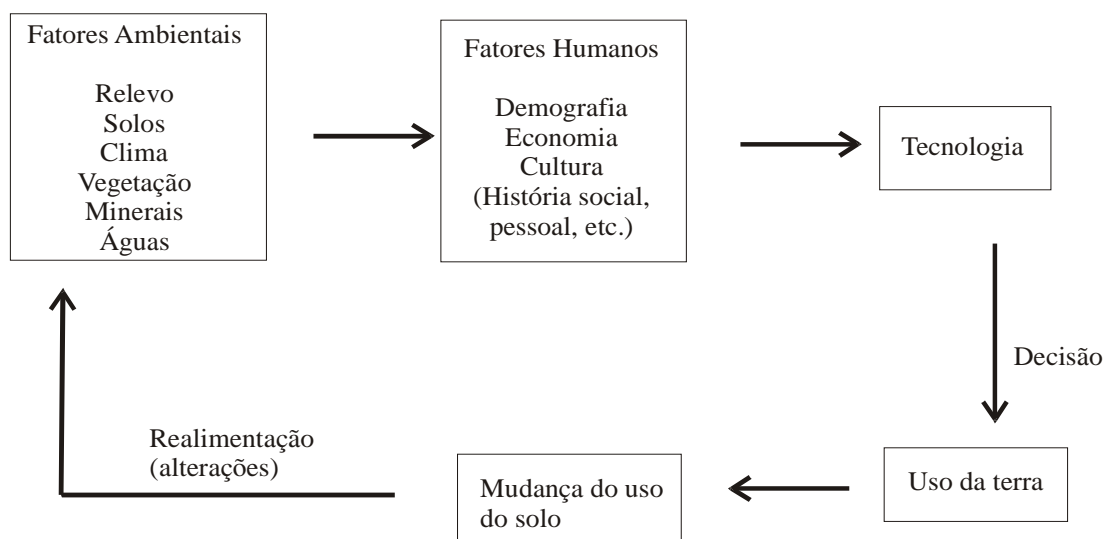 Fatores Ambientais
Relevo
Solos
Clima
Vegetação
Minerais
Águas
Fatores Humanos
Demografia
Economia
Cultura
(História social,
pessoal, etc.)
Tecnologia
Decisão
Uso da terra
Mudança do uso
do solo
Realimentação
(alterações)